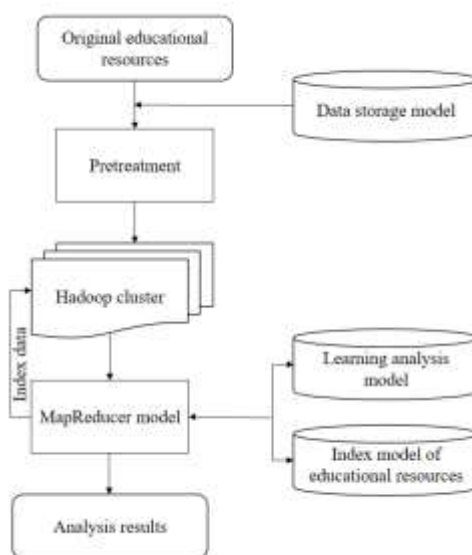 Original educational
resources
Data storage model
Pretreatment
Hadoop cluster
Index data
Learning analysis
model
MapReducer model
Index model of
educational resources
Analysis results